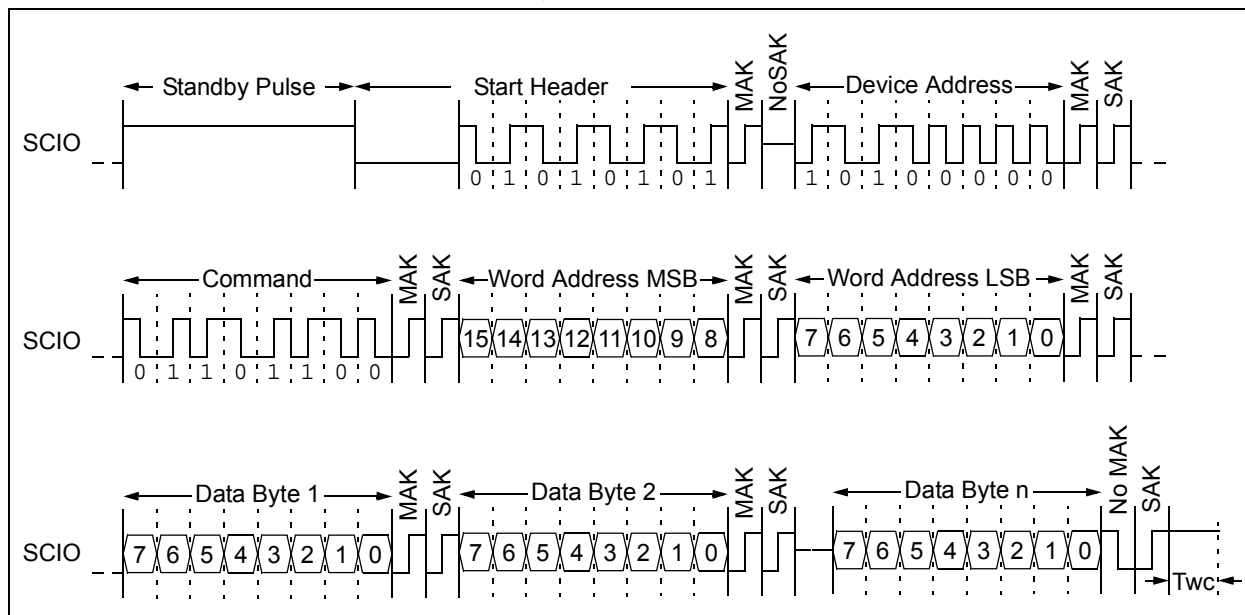 Standby Pulse Start Header MAK NoSAK Device Address MAK SAK
SCIO
0 1 0 1 0 1 0 1 1 0 1 0 0 0 0 0
Command MAK SAK Word Address MSB MAK SAK Word Address LSB MAK SAK
SCIO 15 14 13 12 11 10 9 8 7 6 5 4 3 2 1 0
0 1 1 0 1 1 0 0
Data Byte 1 MAK SAK Data Byte 2 MAK SAK Data Byte n No MAK SAK
SCIO 7 6 5 4 3 2 1 0 7 6 5 4 3 2 1 0 7 6 5 4 3 2 1 0
Twc